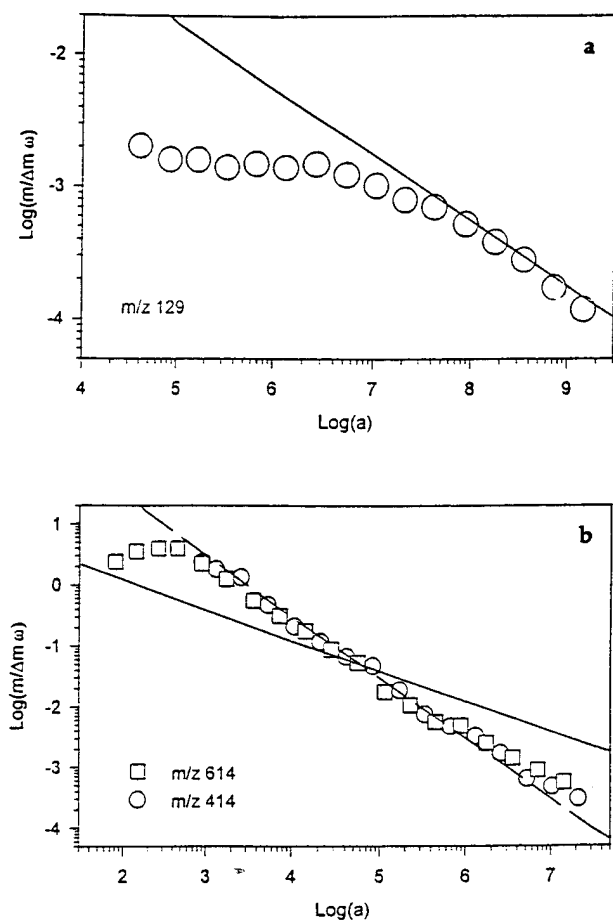 a
-2
-3
-4
Log(m/Δm ω)
m/z 129
4 5 6 7 8 9
Log(a)
b
1
0
-1
-2
-3
-4
Log(m/Δm ω)
m/z 614
m/z 414
2 3 4 5 6 7
Log(a)